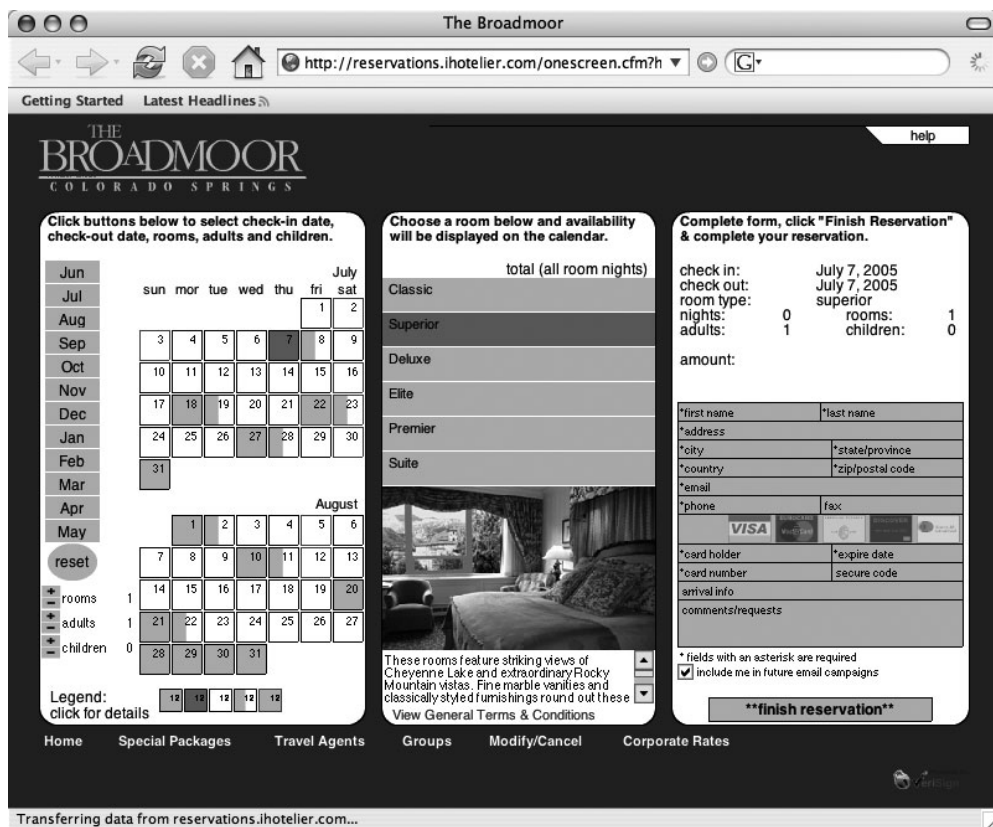 The Broadmoor
http://reservations.ihotelier.com/onescreen.cfm?h
G
Getting Started Latest Headlines
THE
BROADMOOR
COLORADO SPRINGS
help
Click buttons below to select check-in date,
check-out date, rooms, adults and children.
Jun
Jul
Aug
Sep
Oct
Nov
Dec
Jan
Feb
Mar
Apr
May
reset
rooms 1
adults 1
children 0
July
sun mor tue wed thu fri sat
1 2
3 4 5 6 7 8 9
10 11 12 13 14 15 16
17 18 19 20 21 22 23
24 25 26 27 28 29 30
31
August
1 2 3 4 5 6
7 8 9 10 11 12 13
14 15 16 17 18 19 20
21 22 23 24 25 26 27
28 29 30 31
Legend: 12 12 12 12 12
click for details
Choose a room below and availability
will be displayed on the calendar.
total (all room nights)
Classic
Superior
Deluxe
Elite
Premier
Suite
These rooms feature striking views of
Cheyenne Lake and extraordinary Rocky
Mountain vistas. Fine marble vanities and
classically styled furnishings round out these
View General Terms & Conditions
Complete form, click "Finish Reservation"
& complete your reservation.
check in: July 7, 2005
check out: July 7, 2005
room type: superior
nights: 0 rooms: 1
adults: 1 children: 0
amount:
*first name *last name
*address
*city *state/province
*country *zip/postal code
*email
*phone fax
VISA
*card holder *expire date
*card number secure code
arrival info
comments/requests
* fields with an asterisk are required
include me in future email campaigns
**finish reservation**
Home Special Packages Travel Agents Groups Modify/Cancel Corporate Rates
Transferring data from reservations.ihotelier.com...